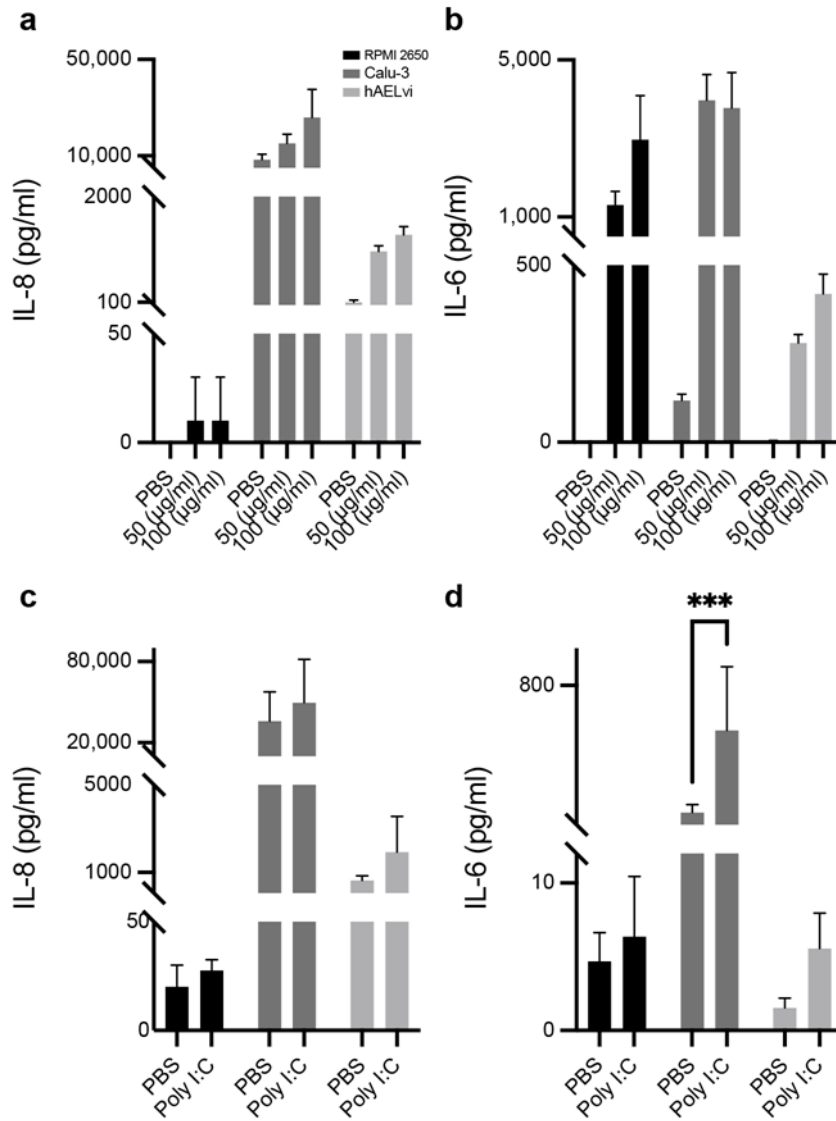 a
50,000
10,000
2000
100
50
0
IL-8 (pg/ml)
RPMI 2650
Calu-3
hAELvi
PBS
50 (µg/ml)
100 (µg/ml)
PBS
50 (µg/ml)
100 (µg/ml)
PBS
50 (µg/ml)
100 (µg/ml)
b
5,000
1,000
500
0
IL-6 (pg/ml)
PBS
50 (µg/ml)
100 (µg/ml)
PBS
50 (µg/ml)
100 (µg/ml)
PBS
50 (µg/ml)
100 (µg/ml)
c
80,000
20,000
5000
1000
50
0
IL-8 (pg/ml)
PBS
Poly I:C
PBS
Poly I:C
PBS
Poly I:C
d
***
800
10
0
IL-6 (pg/ml)
PBS
Poly I:C
PBS
Poly I:C
PBS
Poly I:C